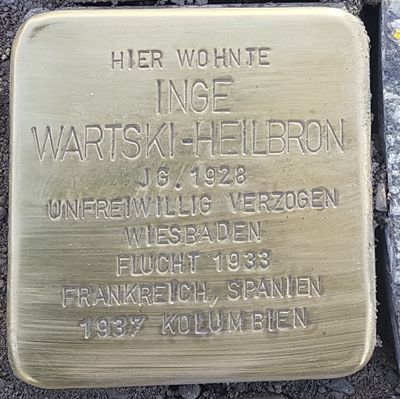 HIER WOHNTE
INGE
WARTSKI-HEILBRON
JG. 1928
UNFREIWILLIG VERZOGEN
WIESBADEN
FLUCHT 1933
FRANKREICH, SPANIEN
1937 KOLUMBIEN